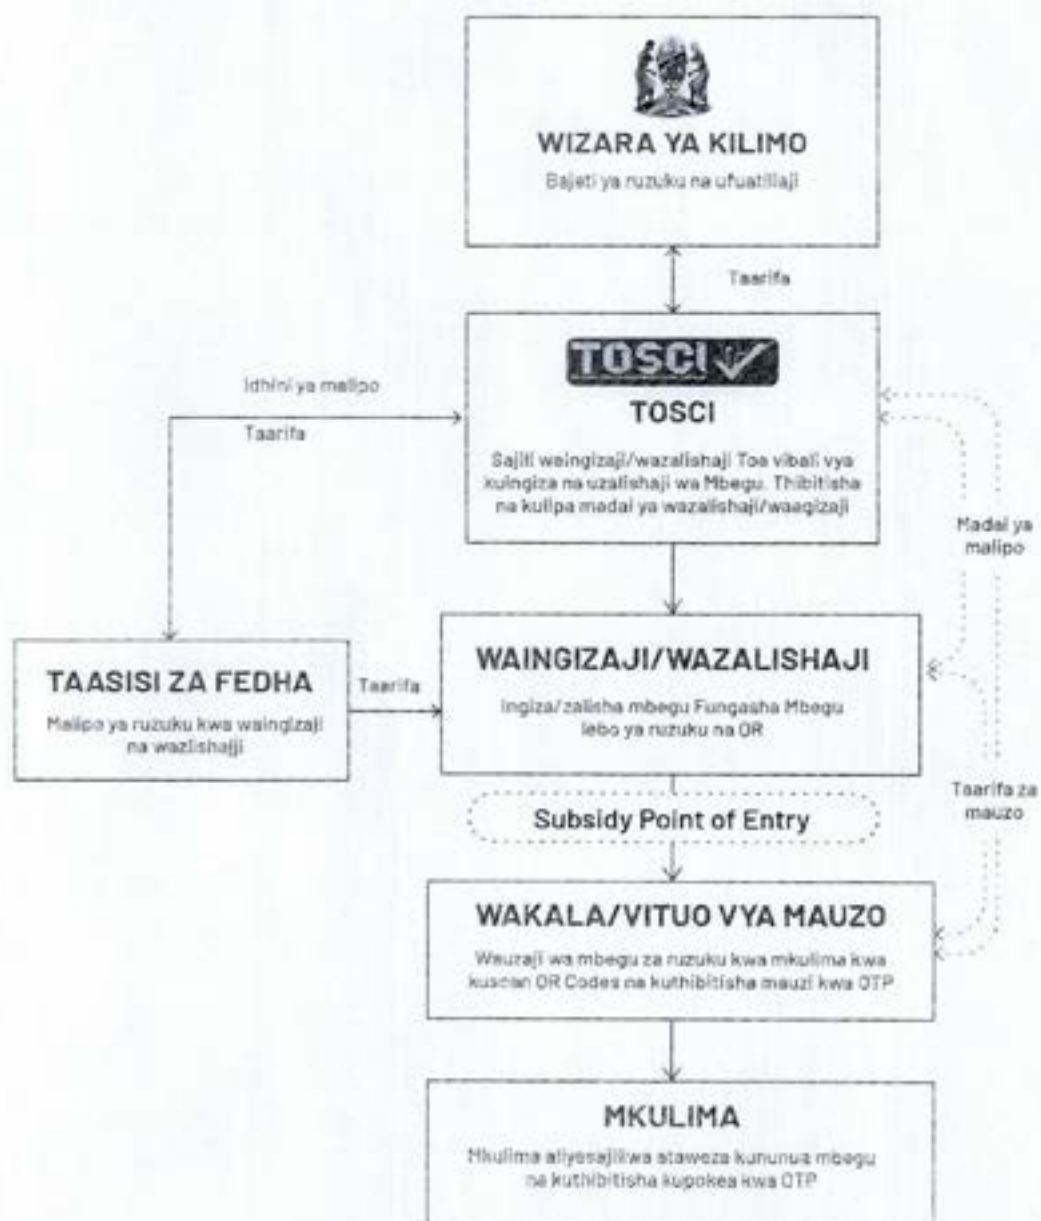 WIZARA YA KILIMO
Bajeti ya ruzuku na ufuatiliaji
Taarifa
TOSCI
TOSCI
Sajili waingizaji/wazalishaji Toa vibali vya
kuingiza na uzalishaji wa Mbegu. Thibitisha
na kulipa madai ya wazalishaji/waagizaji
Idhini ya malipo
Taarifa
Madai ya
malipo
TAASISI ZA FEDHA
Malipo ya ruzuku kwa waingizaji
na wazlishajji
Taarifa
WAINGIZAJI/WAZALISHAJI
Ingiza/zalisha mbegu Fungasha Mbegu
lebo ya ruzuku na QR
Subsidy Point of Entry
Taarifa za
mauzo
WAKALA/VITUO VYA MAUZO
Wauzaji wa mbegu za ruzuku kwa mkulima kwa
kuscan QR Codes na kuthibitisha mauzi kwa OTP
MKULIMA
Mkulima aliyesajiliwa ataweza kununua mbegu
na kuthibitisha kupokea kwa OTP